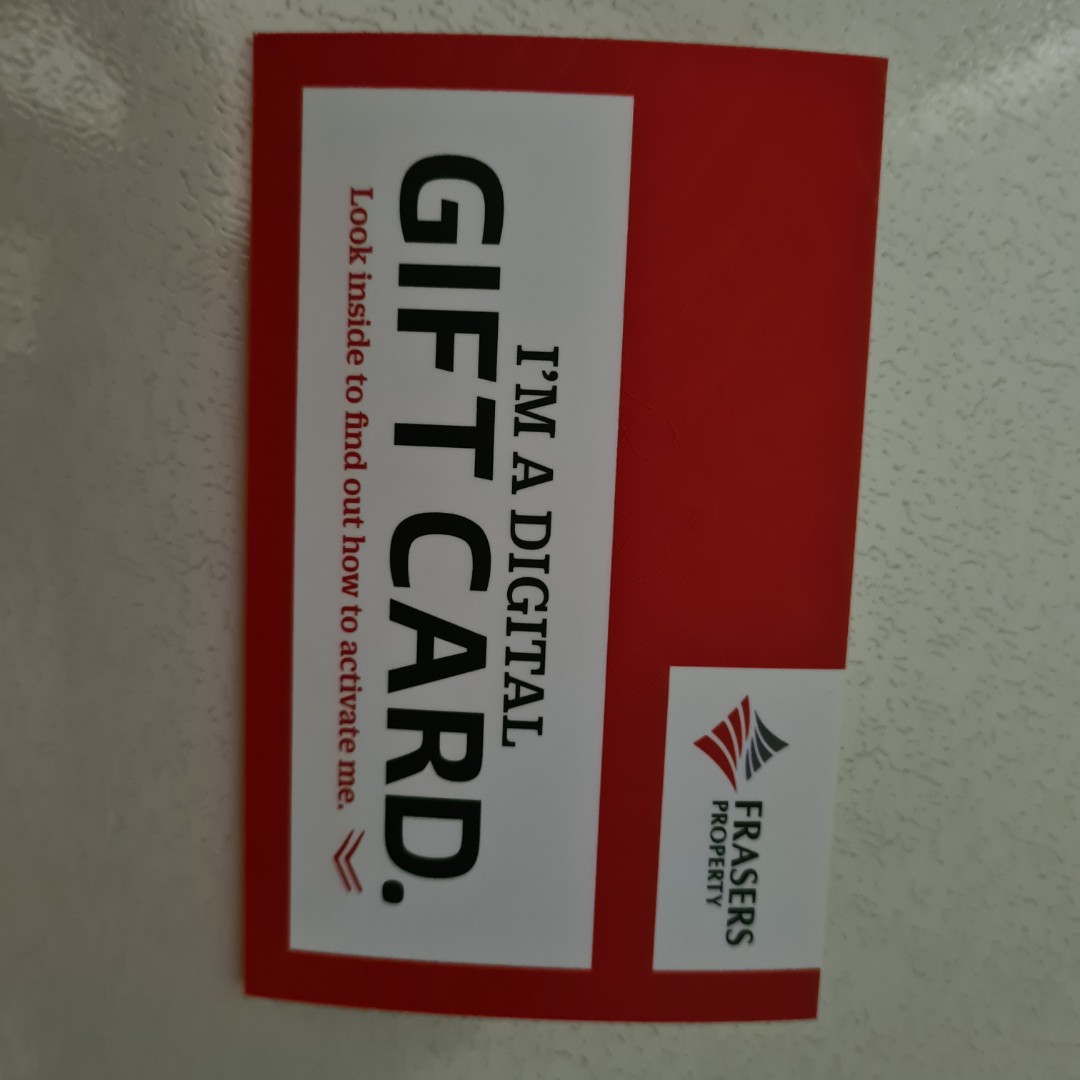 FRASERS
PROPERTY
I'M A DIGITAL
GIFT CARD.
Look inside to find out how to activate me.